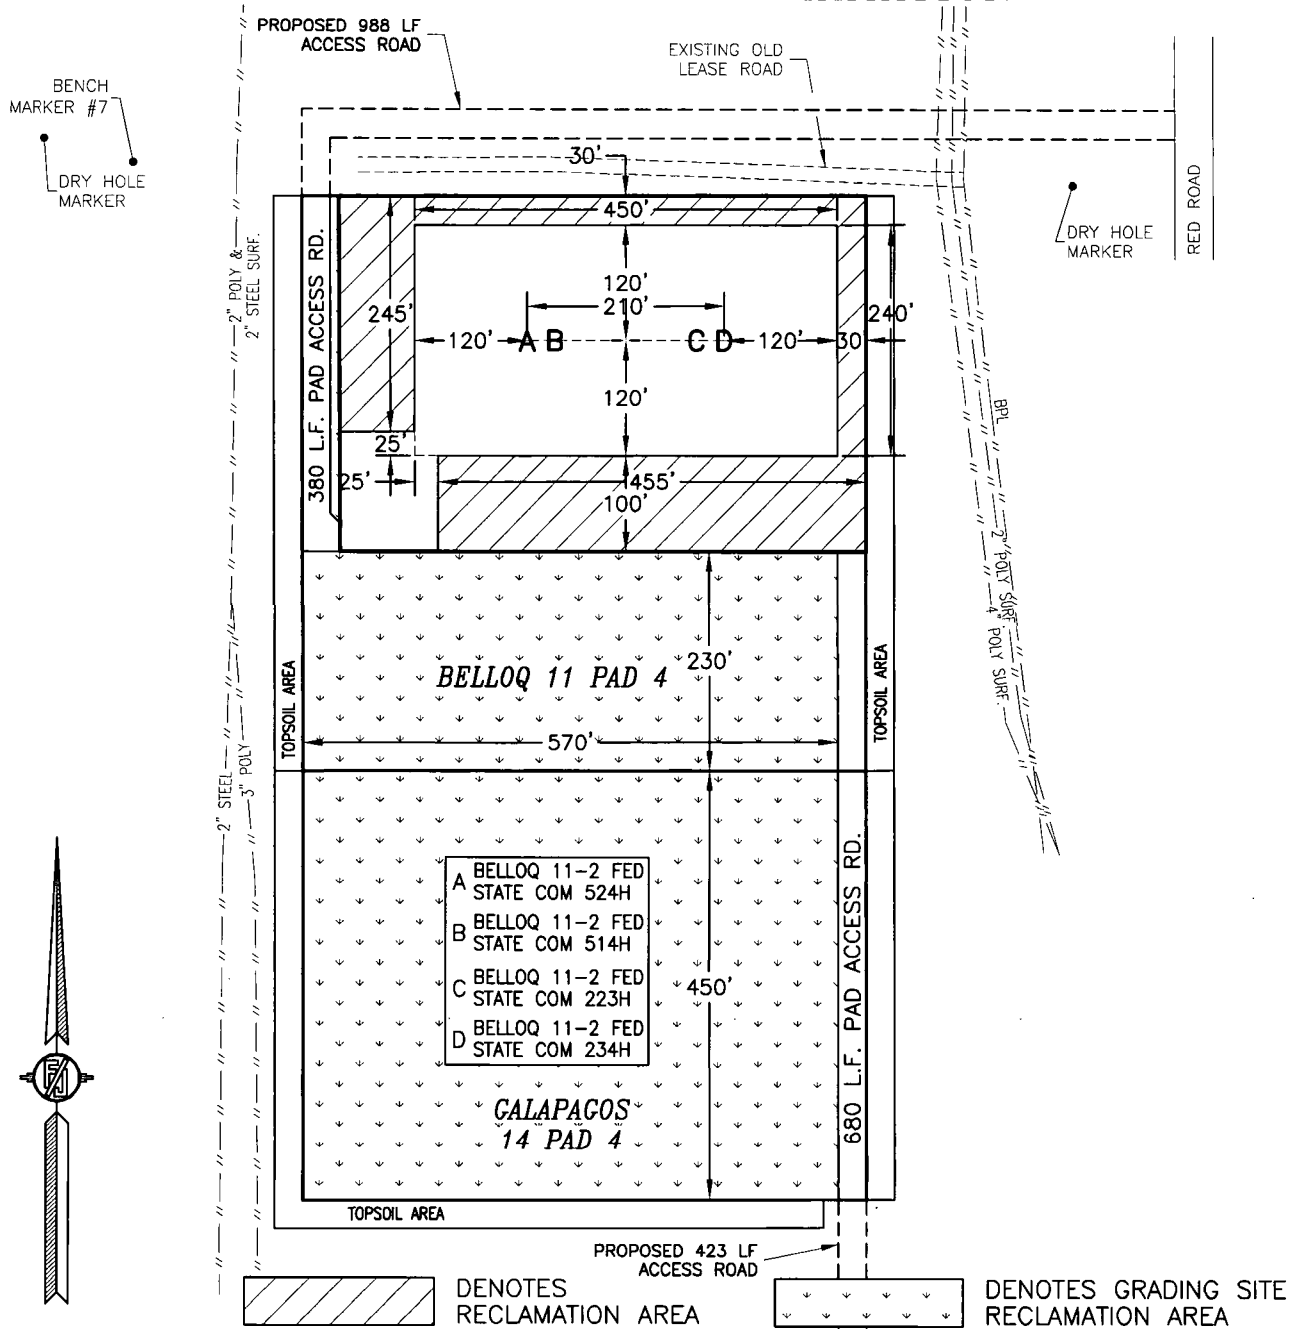 PROPOSED 988 LF
ACCESS ROAD
EXISTING OLD
LEASE ROAD
BENCH
MARKER #7
DRY HOLE
MARKER
2" POLY &
2" STEEL SURF.
30'
450'
RED ROAD
DRY HOLE
MARKER
380 L.F. PAD ACCESS RD.
245'
120'
210'
240'
120'
A B
C D
120'
30'
120'
25'
25'
455'
100'
BPL
2" POLY SURF.
4" POLY SURF.
TOPSOIL AREA
BELLOQ 11 PAD 4
230'
TOPSOIL AREA
570'
2" STEEL
3" POLY
A BELLOQ 11-2 FED
STATE COM 524H
B BELLOQ 11-2 FED
STATE COM 514H
C BELLOQ 11-2 FED
STATE COM 223H
D BELLOQ 11-2 FED
STATE COM 234H
450'
680 L.F. PAD ACCESS RD.
GALAPAGOS
14 PAD 4
TOPSOIL AREA
PROPOSED 423 LF
ACCESS ROAD
DENOTES
RECLAMATION AREA
DENOTES GRADING SITE
RECLAMATION AREA